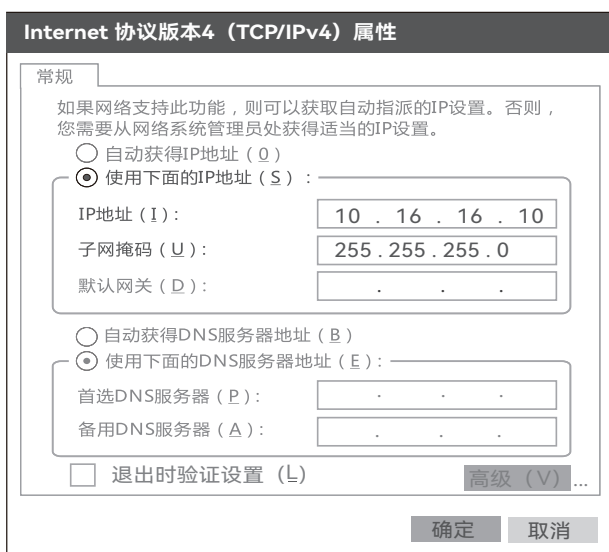 Internet 协议版本4（TCP/IPv4）属性
常规
如果网络支持此功能，则可以获取自动指派的IP设置。否则，
您需要从网络系统管理员处获得适当的IP设置。
自动获得IP地址（0）
使用下面的IP地址（S）：
IP地址（I）： 10 . 16 . 16 . 10
子网掩码（U）： 255 . 255 . 255 . 0
默认网关（D）： . . .
自动获得DNS服务器地址（B）
使用下面的DNS服务器地址（E）：
首选DNS服务器（P）： . . .
备用DNS服务器（A）： . . .
退出时验证设置（L）
高级（V）...
确定 取消